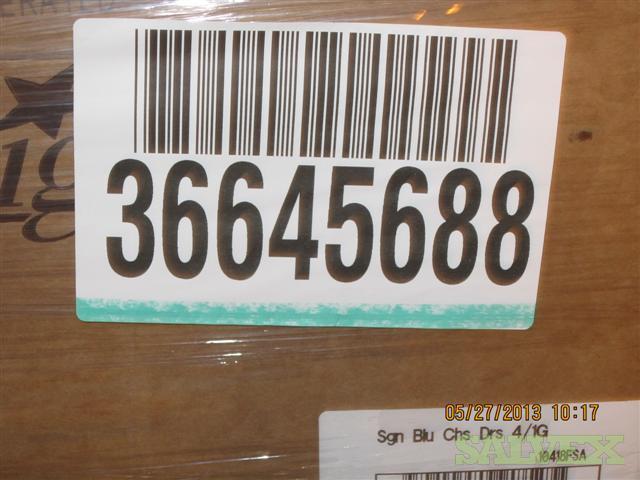 36645688
05/27/2013 10:17
Sgn Blu Chs Drs 4/1G
10418FSA
SALVEX